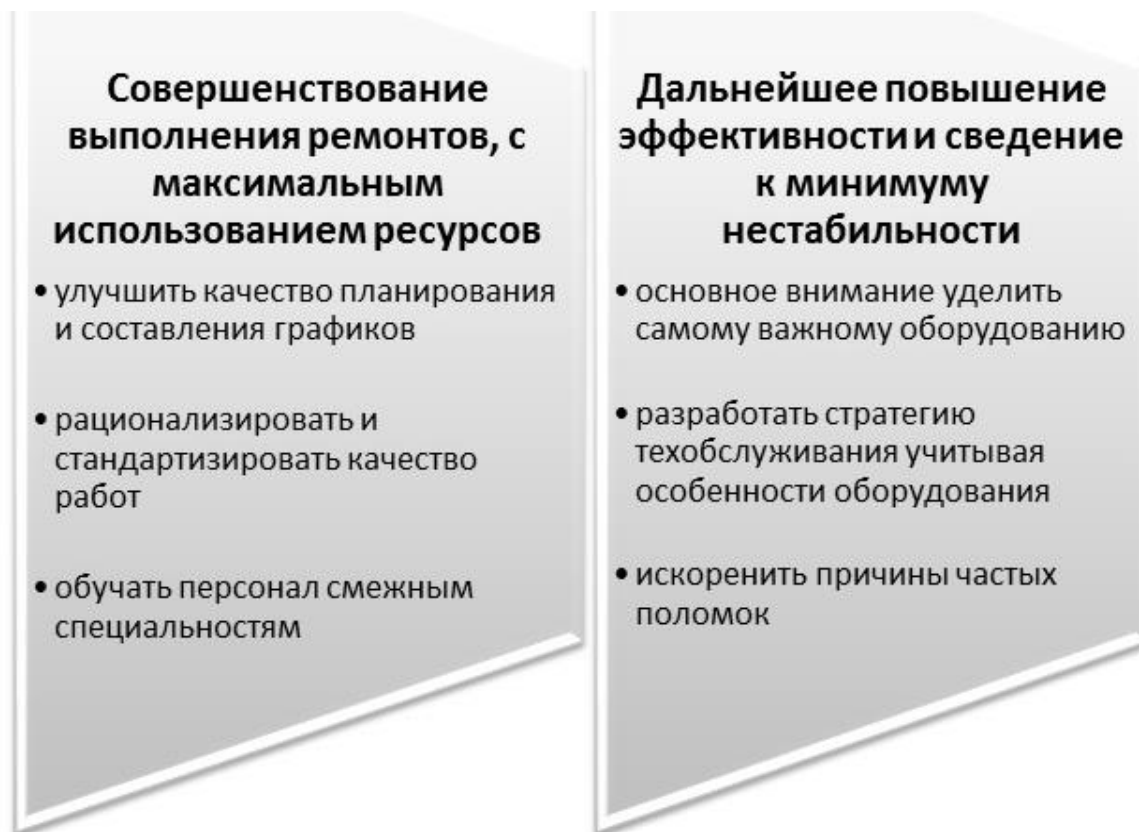 Совершенствование
выполнения ремонтов, с
максимальным
использованием ресурсов
• улучшить качество планирования
и составления графиков
• рационализировать и
стандартизировать качество
работ
• обучать персонал смежным
специальностям
Дальнейшее повышение
эффективности и сведение
к минимуму
нестабильности
• основное внимание уделить
самому важному оборудованию
• разработать стратегию
техобслуживания учитывая
особенности оборудования
• искоренить причины частых
поломок